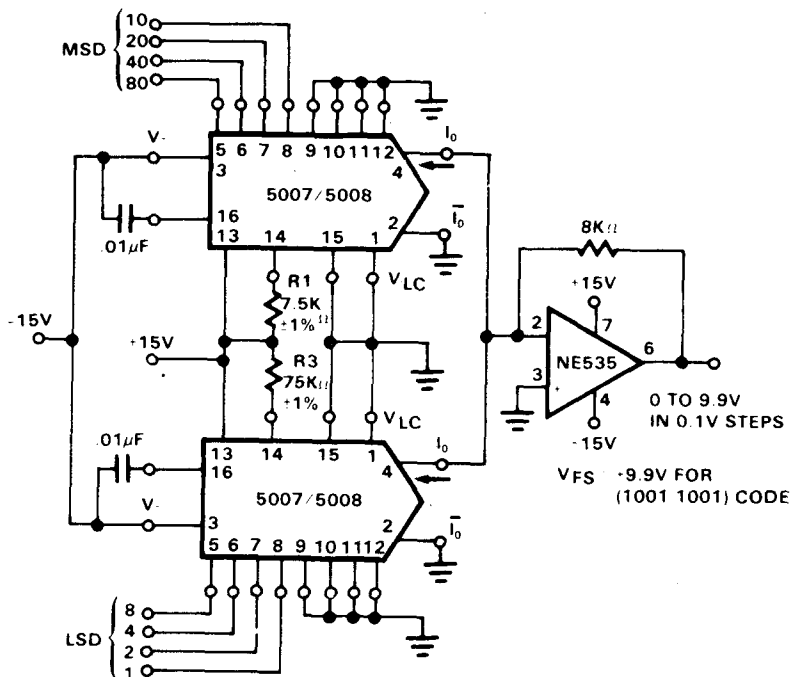 MSD
10
20
40
80
V-
5 6 7 8 9 10 11 12
3
4
I0
5007/5008
16
2
I0
.01µF
13 14 15 1
R1
7.5K Ω
±1%
VLC
-15V
+15V
R3
75KΩ
±1%
VLC
8KΩ
+15V
2
7
NE535
6
3
+
4
-15V
0 TO 9.9V
IN 0.1V STEPS
VFS +9.9V FOR
(1001 1001) CODE
.01µF
13 14 15 1
16
4
I0
5007/5008
V-
3
2
I0
5 6 7 8 9 10 11 12
LSD
8
4
2
1